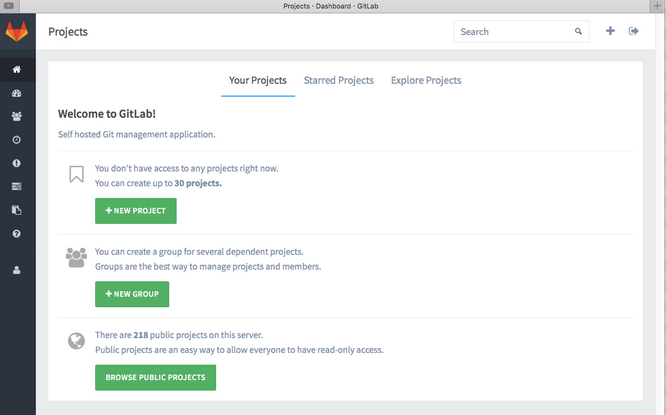 Projects · Dashboard · GitLab
Projects
Search
Your Projects
Starred Projects
Explore Projects
Welcome to GitLab!
Self hosted Git management application.
You don't have access to any projects right now.
You can create up to 30 projects.
+ NEW PROJECT
You can create a group for several dependent projects.
Groups are the best way to manage projects and members.
+ NEW GROUP
There are 218 public projects on this server.
Public projects are an easy way to allow everyone to have read-only access.
BROWSE PUBLIC PROJECTS